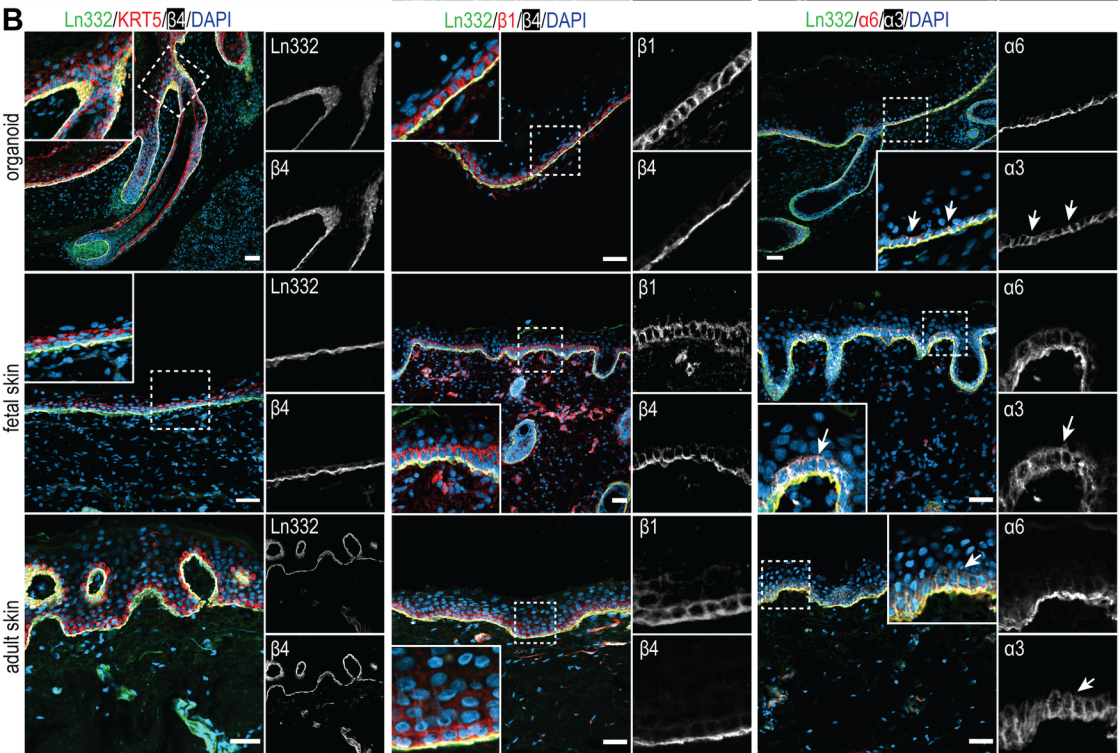 B
Ln332/KRT5/β4/DAPI
Ln332/β1/β4/DAPI
Ln332/α6/α3/DAPI
organoid
Ln332
β4
β1
β4
α6
α3
fetal skin
Ln332
β4
β1
β4
α6
α3
adult skin
Ln332
β4
β1
β4
α6
α3